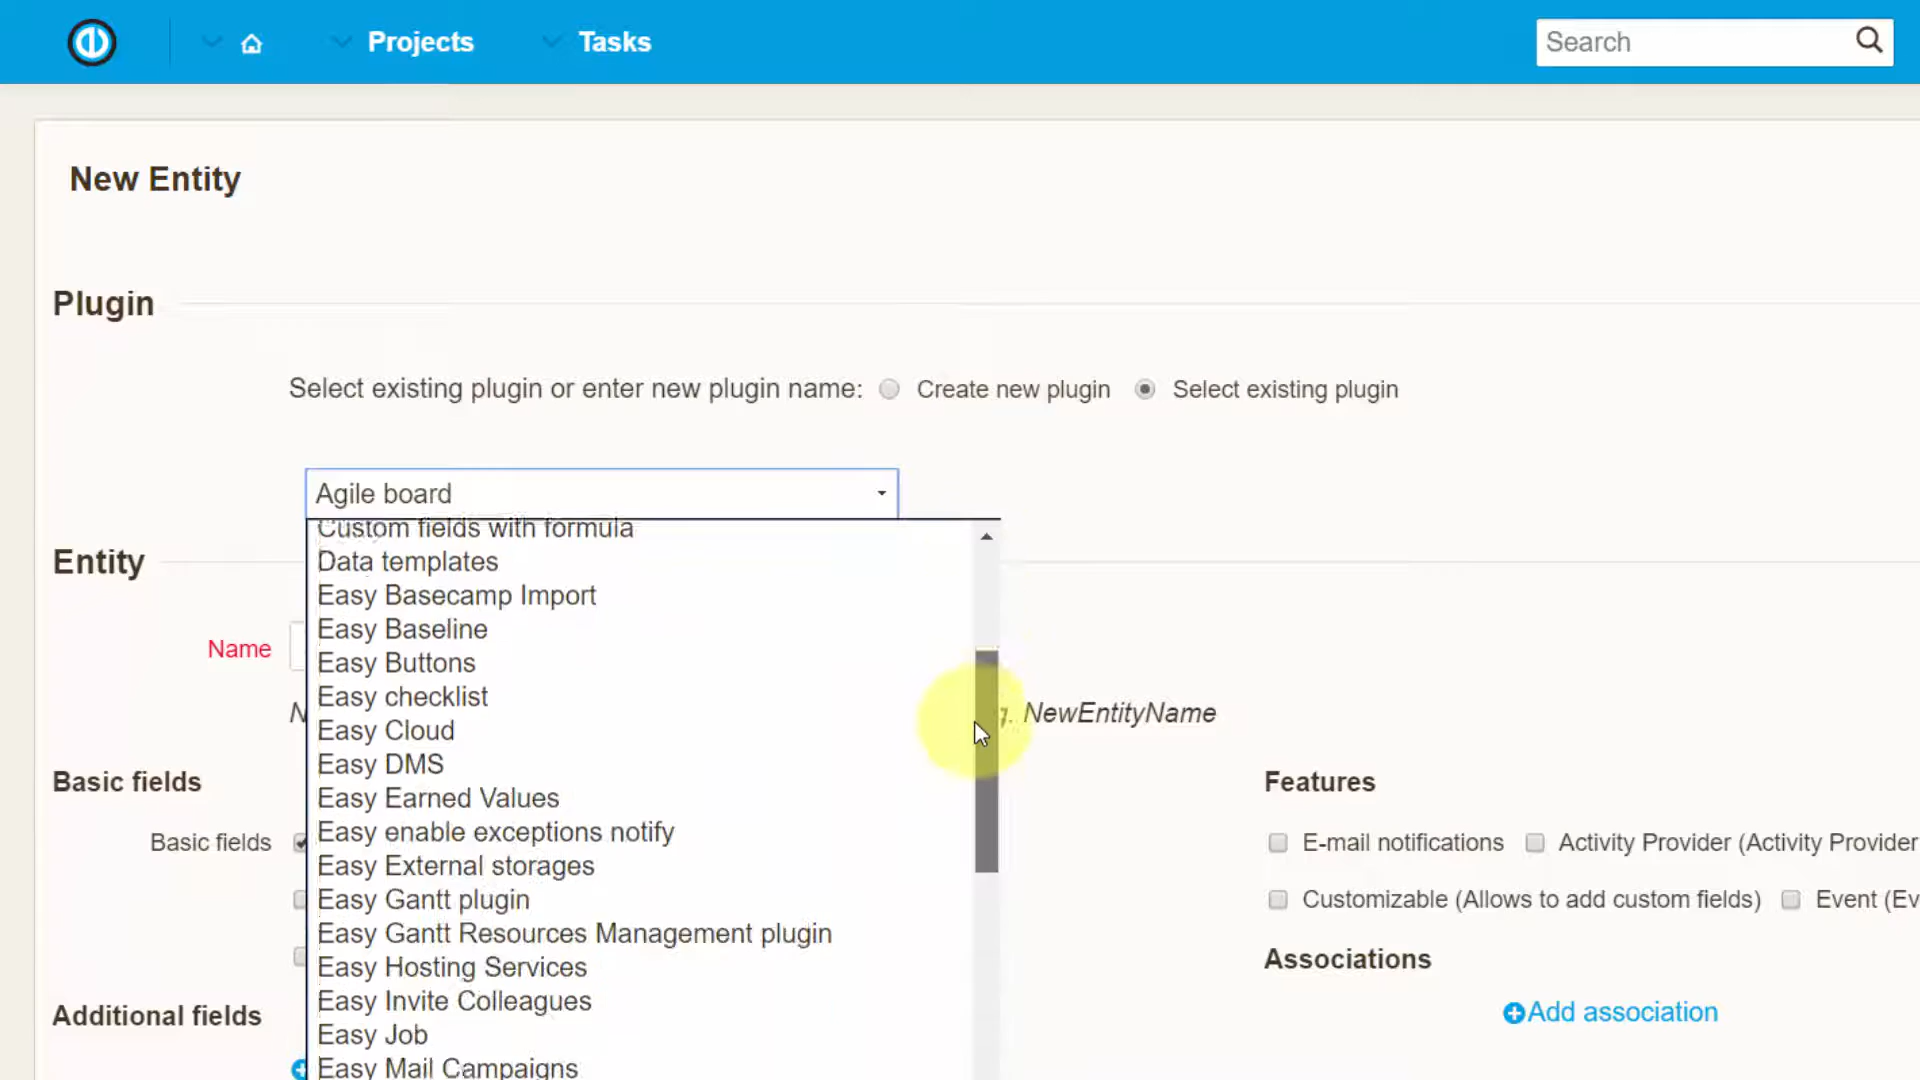 Projects
Tasks
Search
New Entity
Plugin
Select existing plugin or enter new plugin name:
Create new plugin
Select existing plugin
Agile board
Custom fields with formula
Data templates
Easy Basecamp Import
Easy Baseline
Easy Buttons
Easy checklist
Easy Cloud
Easy DMS
Easy Earned Values
Easy enable exceptions notify
Easy External storages
Easy Gantt plugin
Easy Gantt Resources Management plugin
Easy Hosting Services
Easy Invite Colleagues
Easy Job
Easy Mail Campaigns
Entity
Name
NewEntityName
Basic fields
Basic fields
Additional fields
Features
E-mail notifications
Activity Provider (Activity Provider
Customizable (Allows to add custom fields)
Event (Ev
Associations
Add association